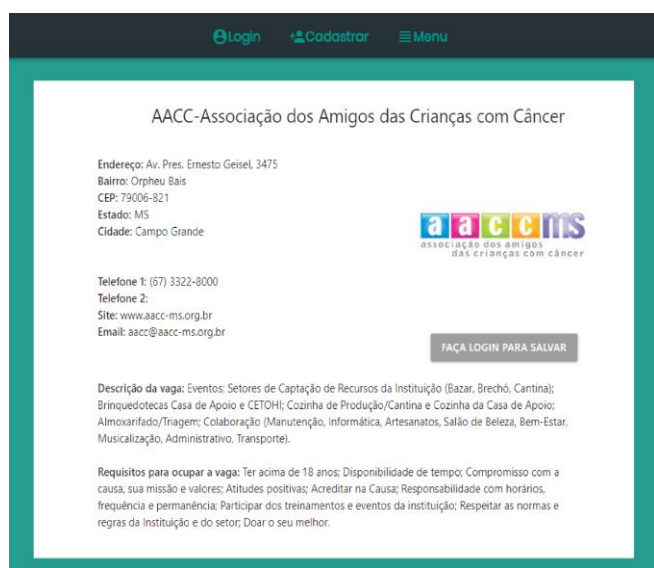 Login Cadastrar Menu
AACC-Associação dos Amigos das Crianças com Câncer
Endereço: Av. Pres. Ernesto Geisel, 3475
Bairro: Orpheu Bais
CEP: 79006-821
Estado: MS
Cidade: Campo Grande
aaccms
associação dos amigos
das crianças com câncer
Telefone 1: (67) 3322-8000
Telefone 2:
Site: www.aacc-ms.org.br
Email: aacc@aacc-ms.org.br
FAÇA LOGIN PARA SALVAR
Descrição da vaga: Eventos; Setores de Captação de Recursos da Instituição (Bazar, Brechó, Cantina);
Brinquedotecas Casa de Apoio e CETOHI; Cozinha de Produção/Cantina e Cozinha da Casa de Apoio;
Almoxarifado/Triagem; Colaboração (Manutenção, Informática, Artesanatos, Salão de Beleza, Bem-Estar,
Musicalização, Administrativo, Transporte).
Requisitos para ocupar a vaga: Ter acima de 18 anos; Disponibilidade de tempo; Compromisso com a
causa, sua missão e valores; Atitudes positivas; Acreditar na Causa; Responsabilidade com horários,
frequência e permanência; Participar dos treinamentos e eventos da instituição; Respeitar as normas e
regras da Instituição e do setor; Doar o seu melhor.